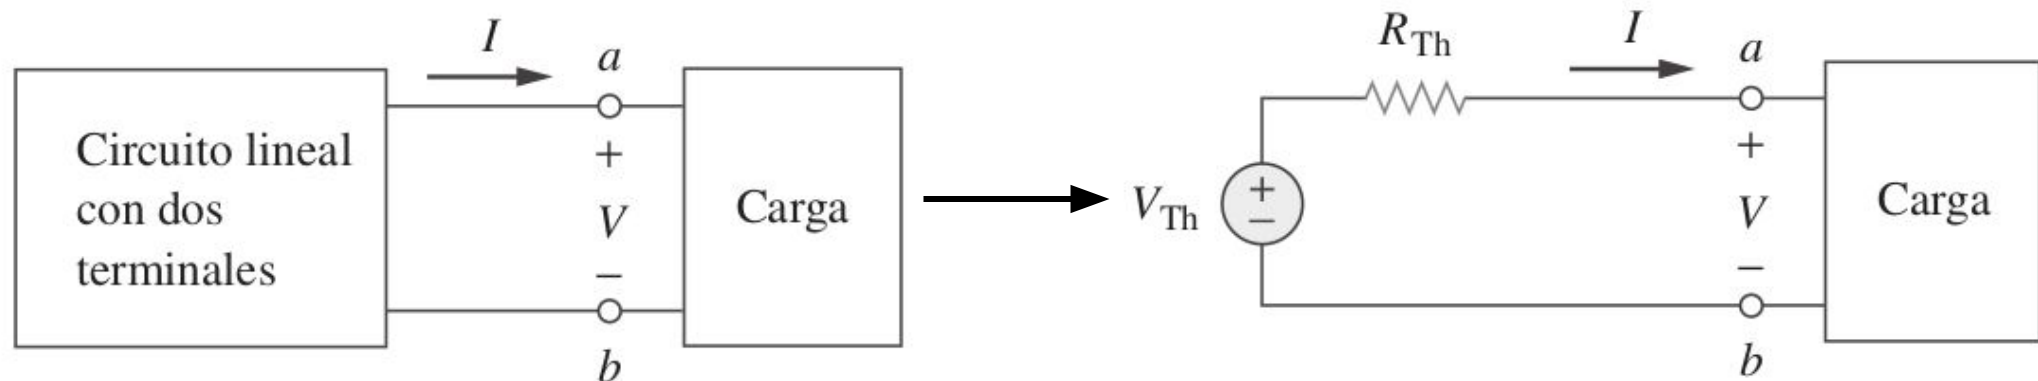 I
a
Circuito lineal
con dos
terminales
+
V
−
b
Carga
R_Th
I
a
V_Th
+
−
+
V
−
b
Carga